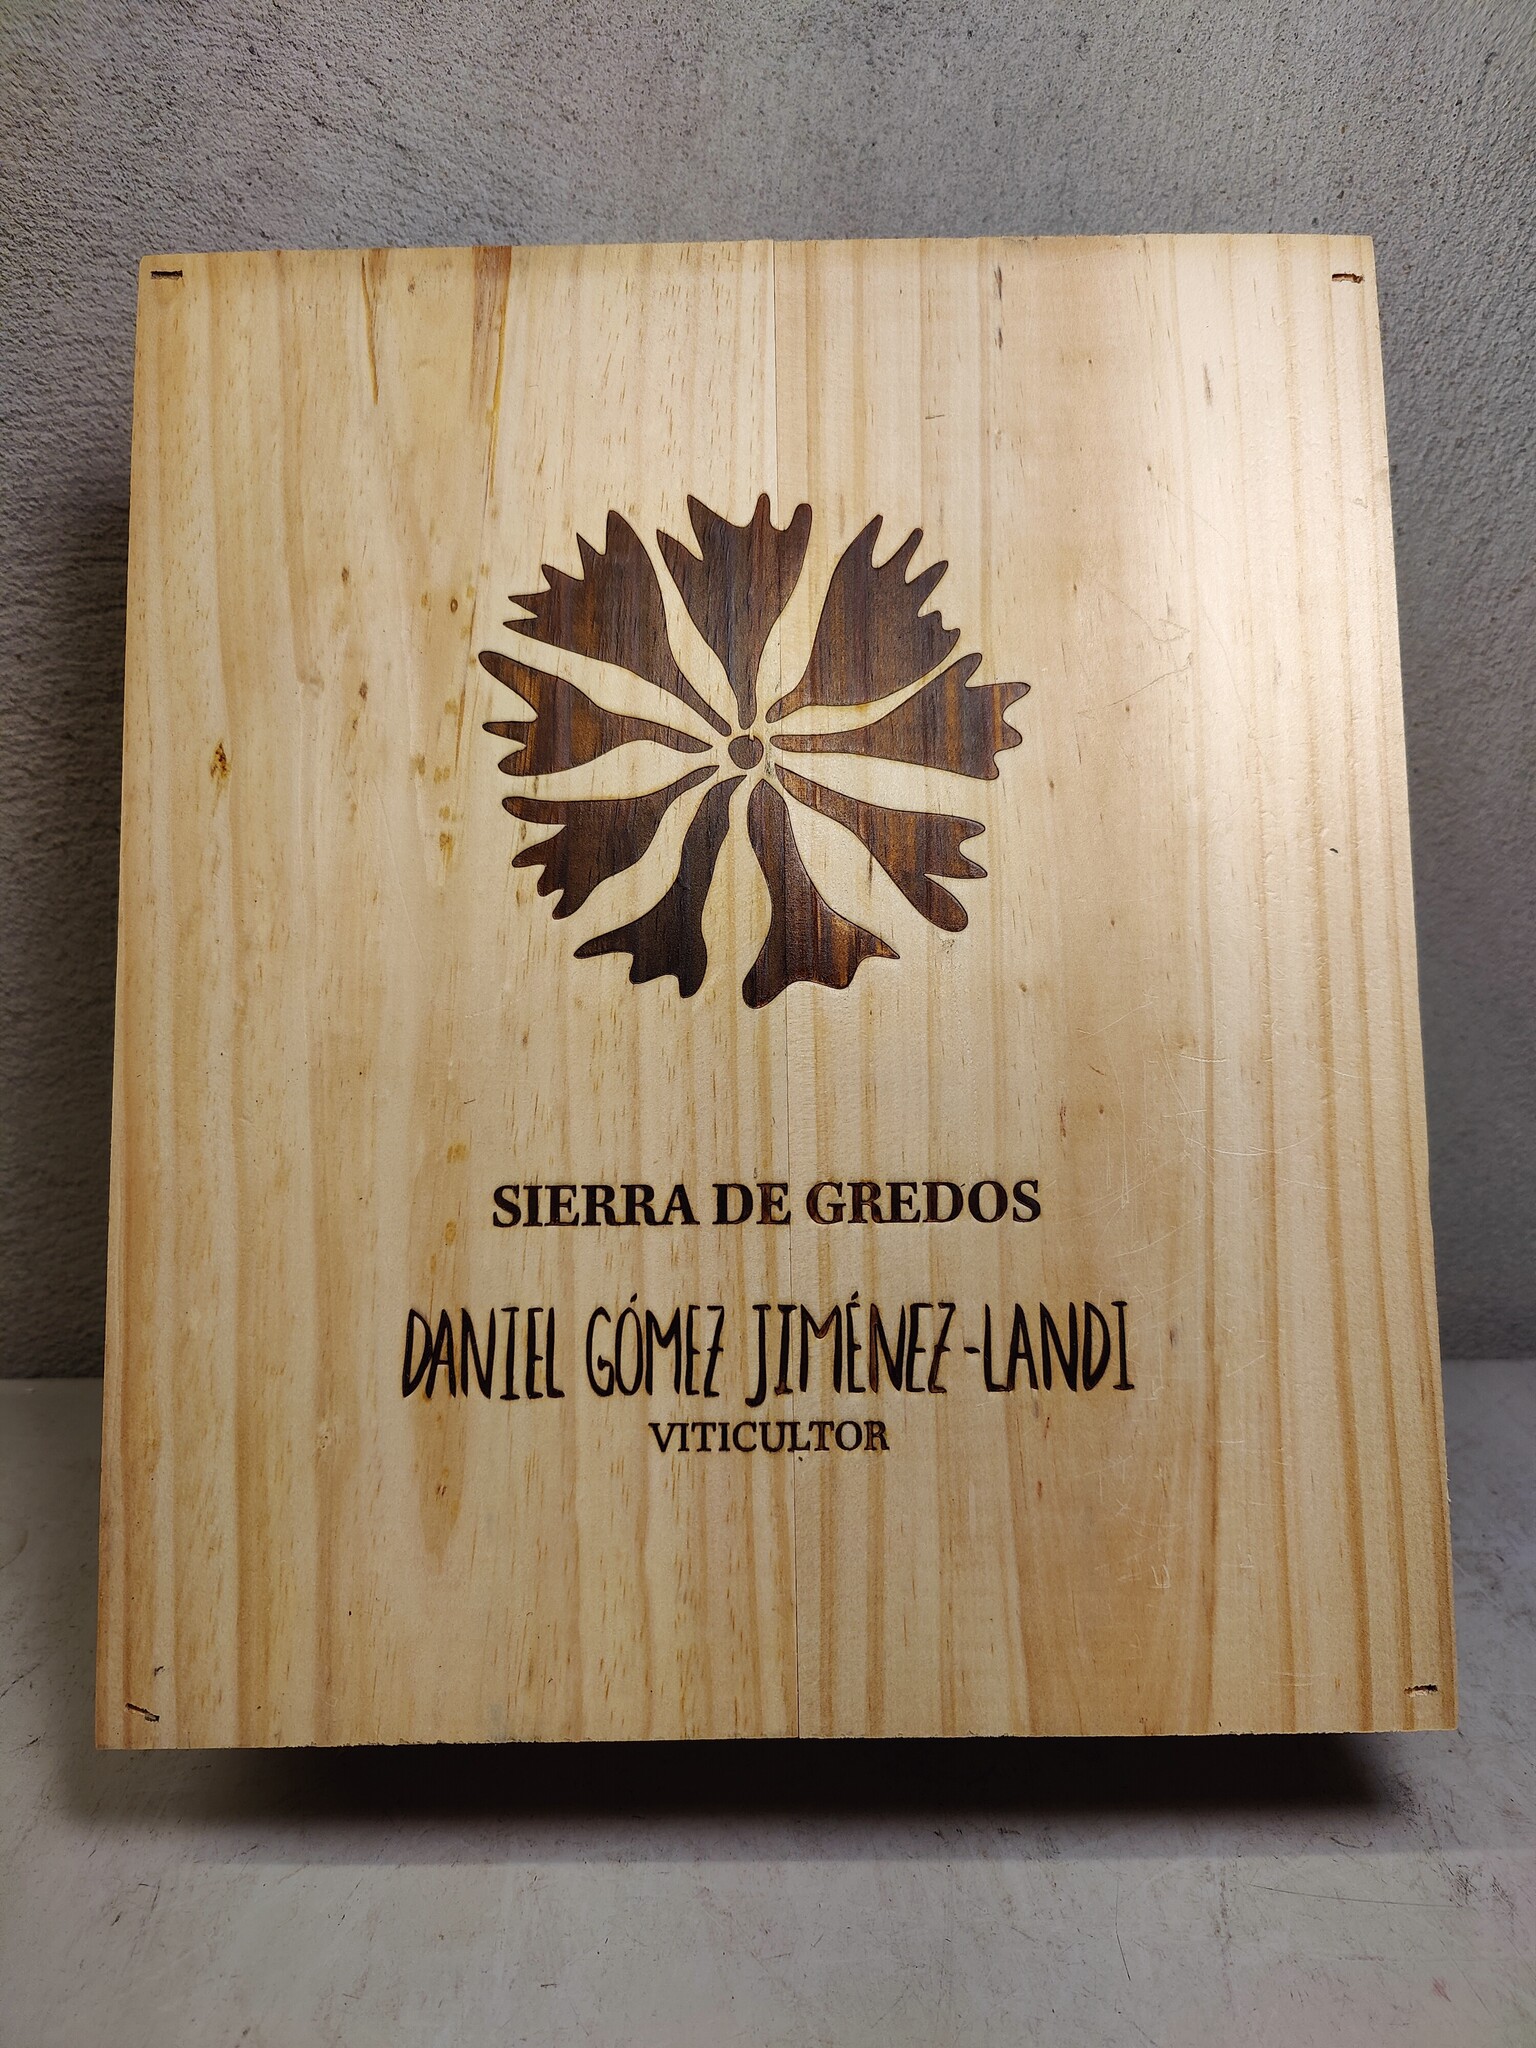 SIERRA DE GREDOS
DANIEL GÓMEZ JIMÉNEZ-LANDI
VITICULTOR